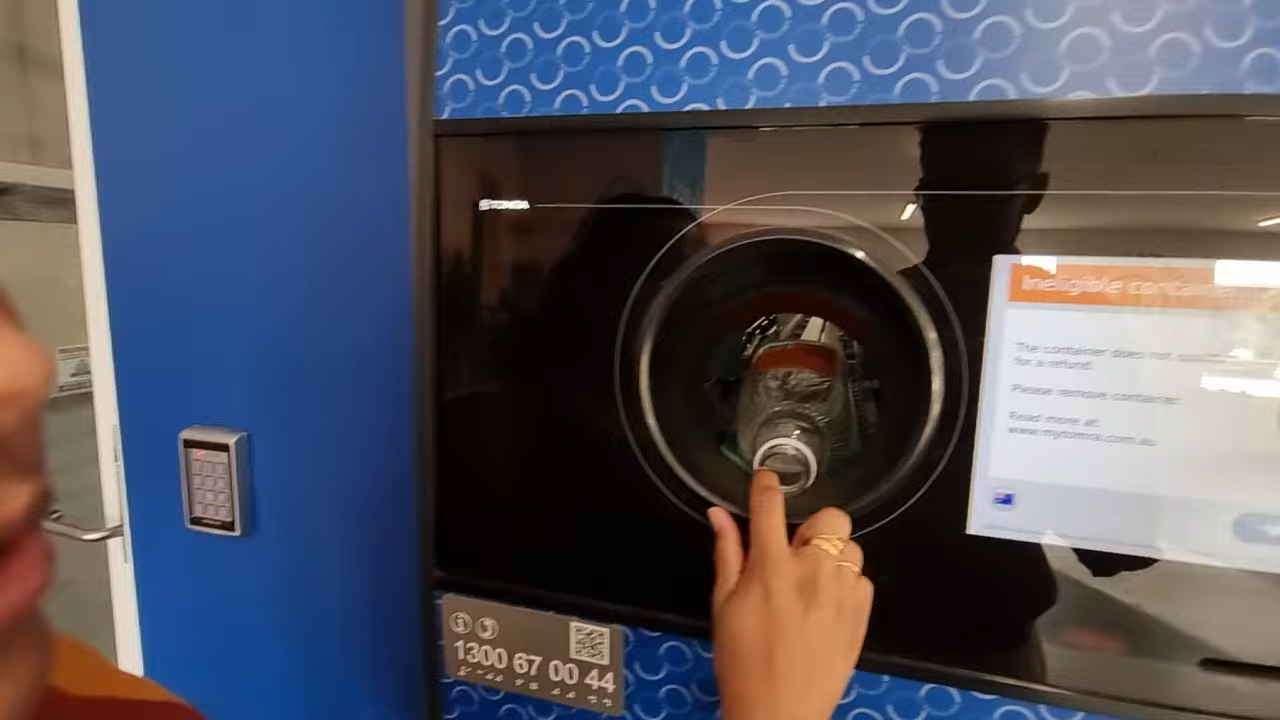 Ineligible
The container does not
for a refund.
Please remove container.
Read more at:
www.mytomra.com.au
1300 67 00 44